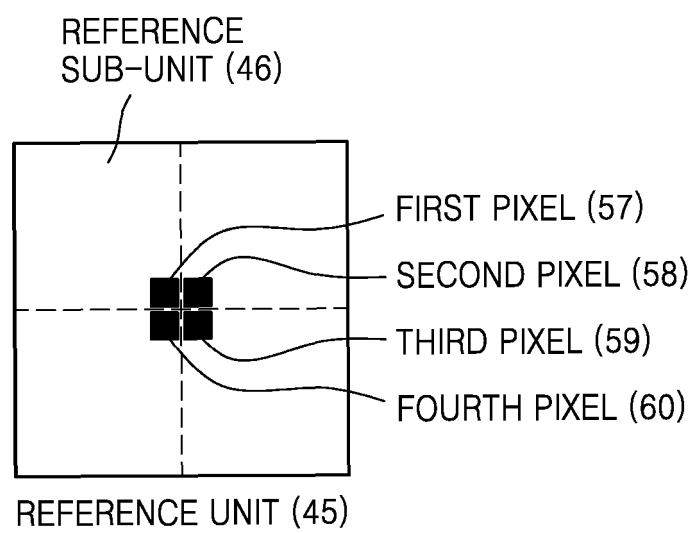 REFERENCE
SUB-UNIT (46)
FIRST PIXEL (57)
SECOND PIXEL (58)
THIRD PIXEL (59)
FOURTH PIXEL (60)
REFERENCE UNIT (45)